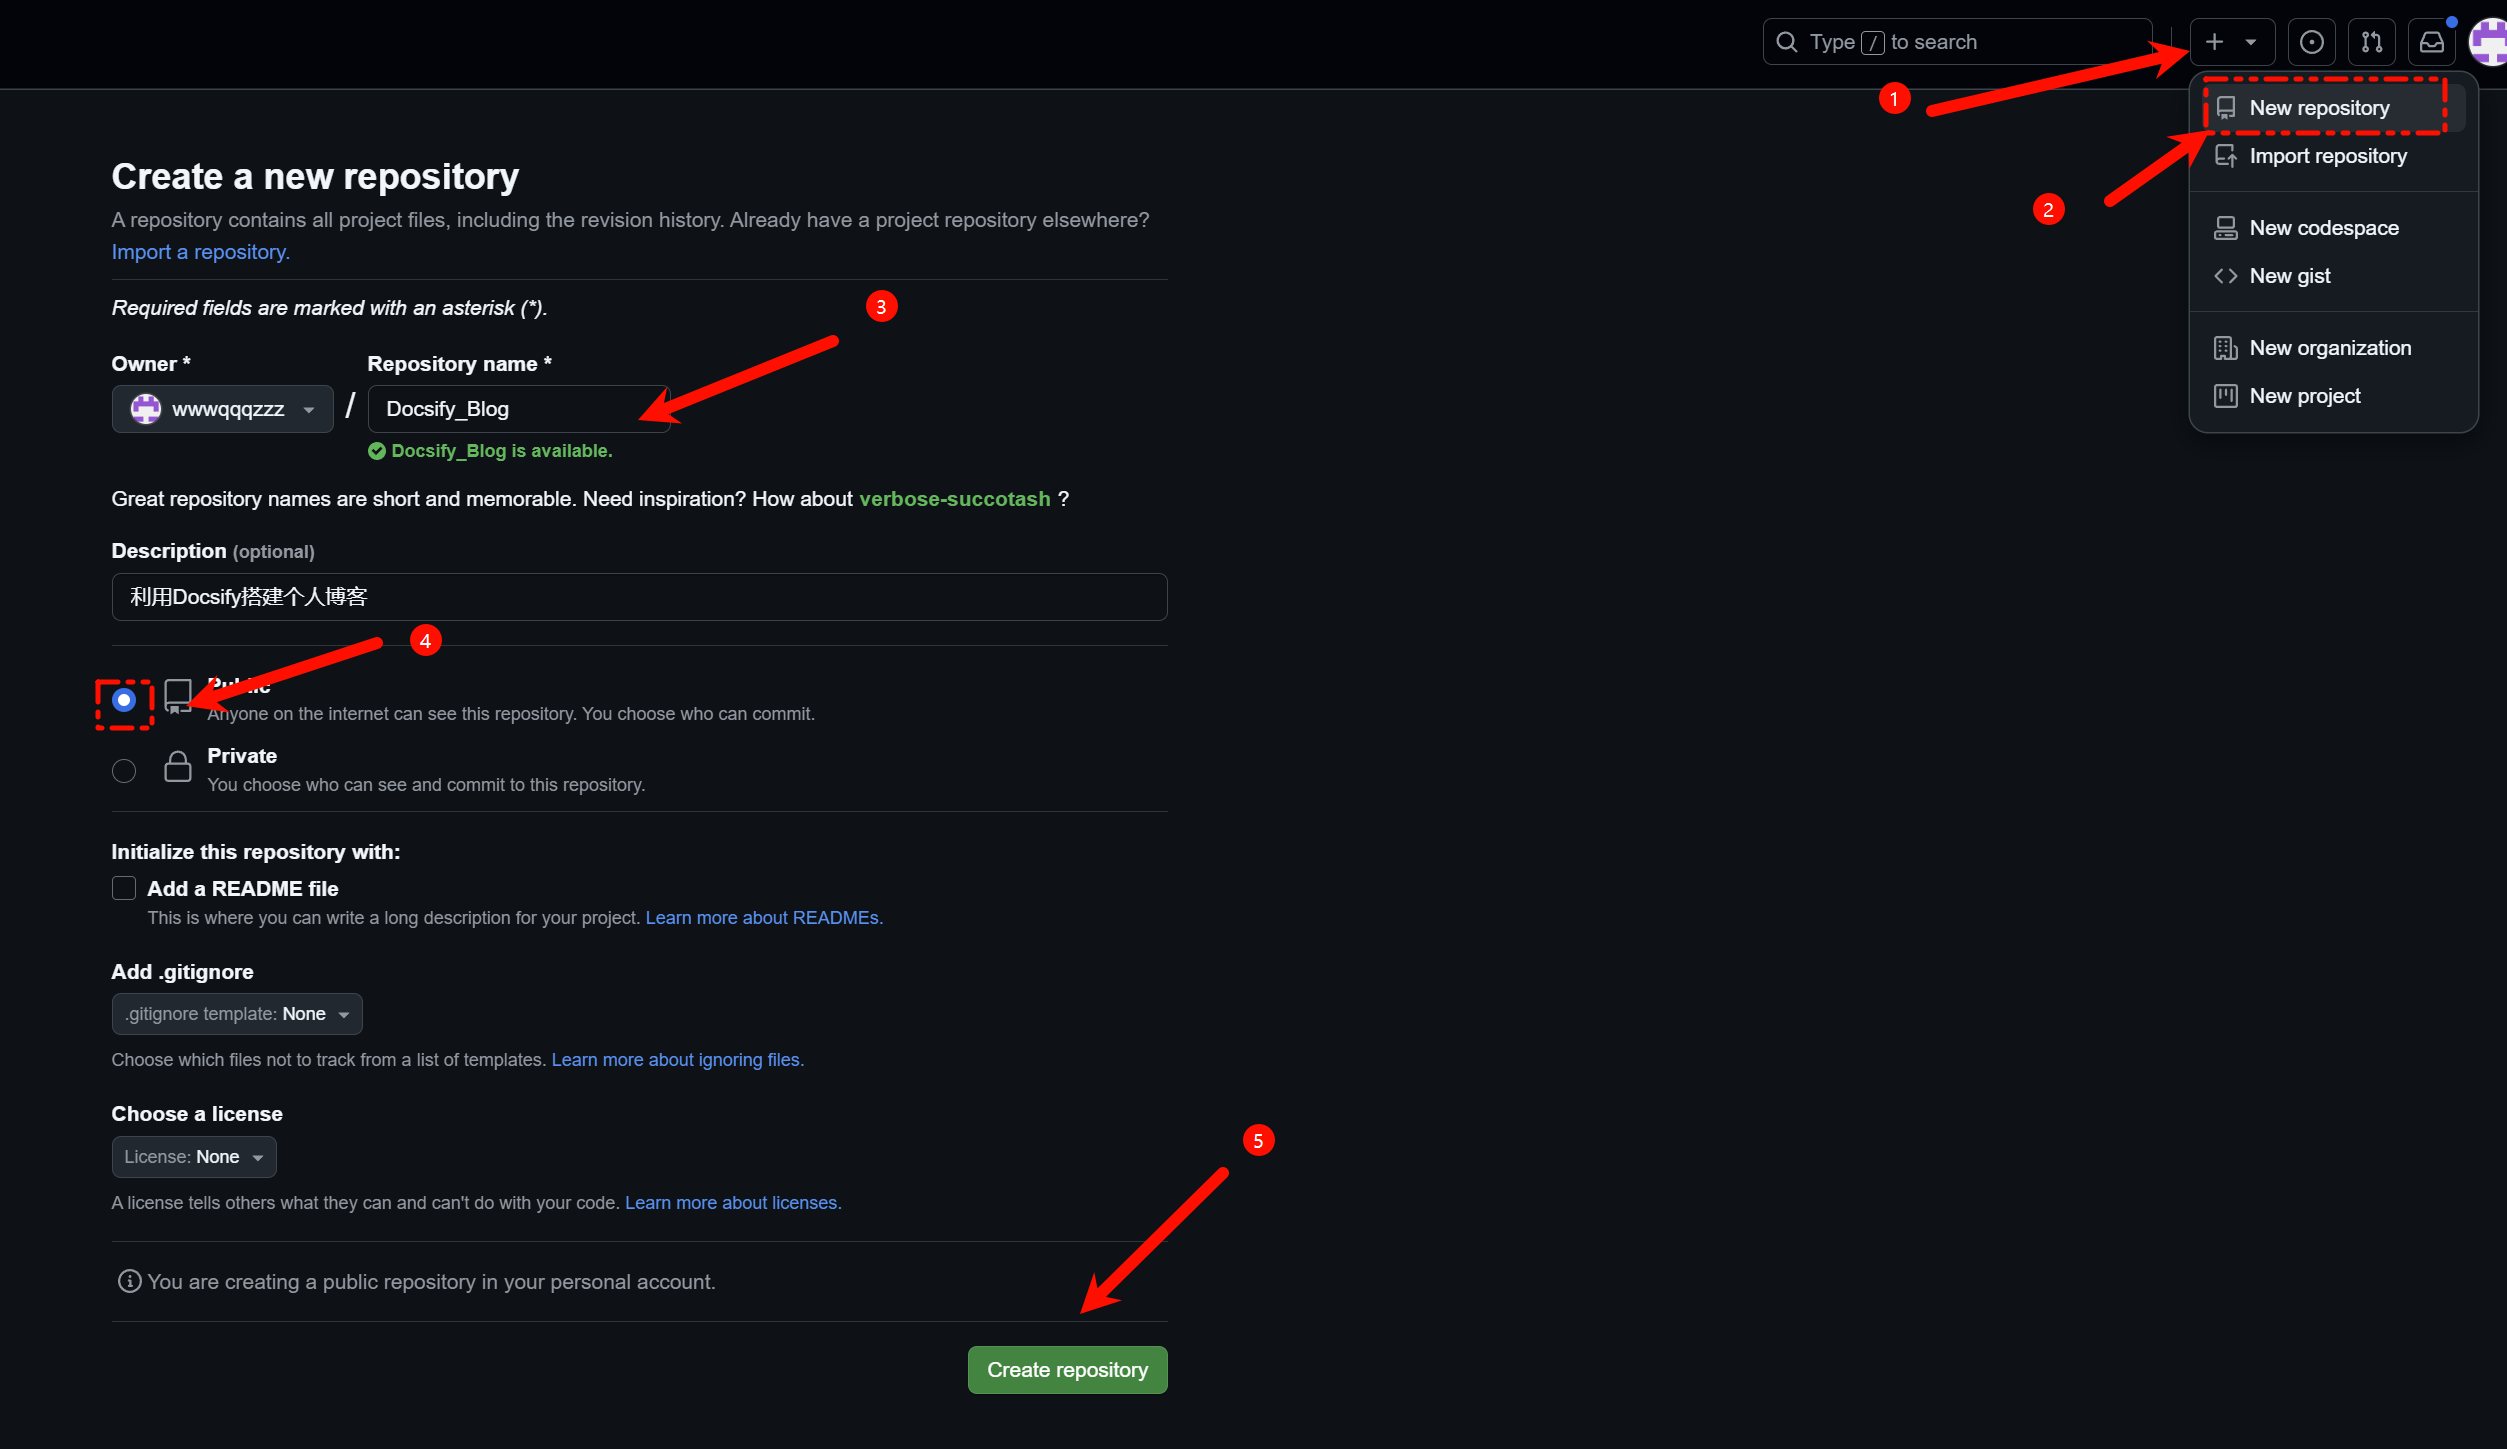 Type / to search
1
New repository
Import repository
2
New codespace
New gist
New organization
New project
Create a new repository
A repository contains all project files, including the revision history. Already have a project repository elsewhere?
Import a repository.
Required fields are marked with an asterisk (*).
3
Owner *
Repository name *
wwwqqqzzz
/
Docsify_Blog
Docsify_Blog is available.
Great repository names are short and memorable. Need inspiration? How about verbose-succotash ?
Description (optional)
利用Docsify搭建个人博客
4
Public
Anyone on the internet can see this repository. You choose who can commit.
Private
You choose who can see and commit to this repository.
Initialize this repository with:
Add a README file
This is where you can write a long description for your project. Learn more about READMEs.
Add .gitignore
.gitignore template: None
Choose which files not to track from a list of templates. Learn more about ignoring files.
Choose a license
License: None
5
A license tells others what they can and can't do with your code. Learn more about licenses.
You are creating a public repository in your personal account.
Create repository